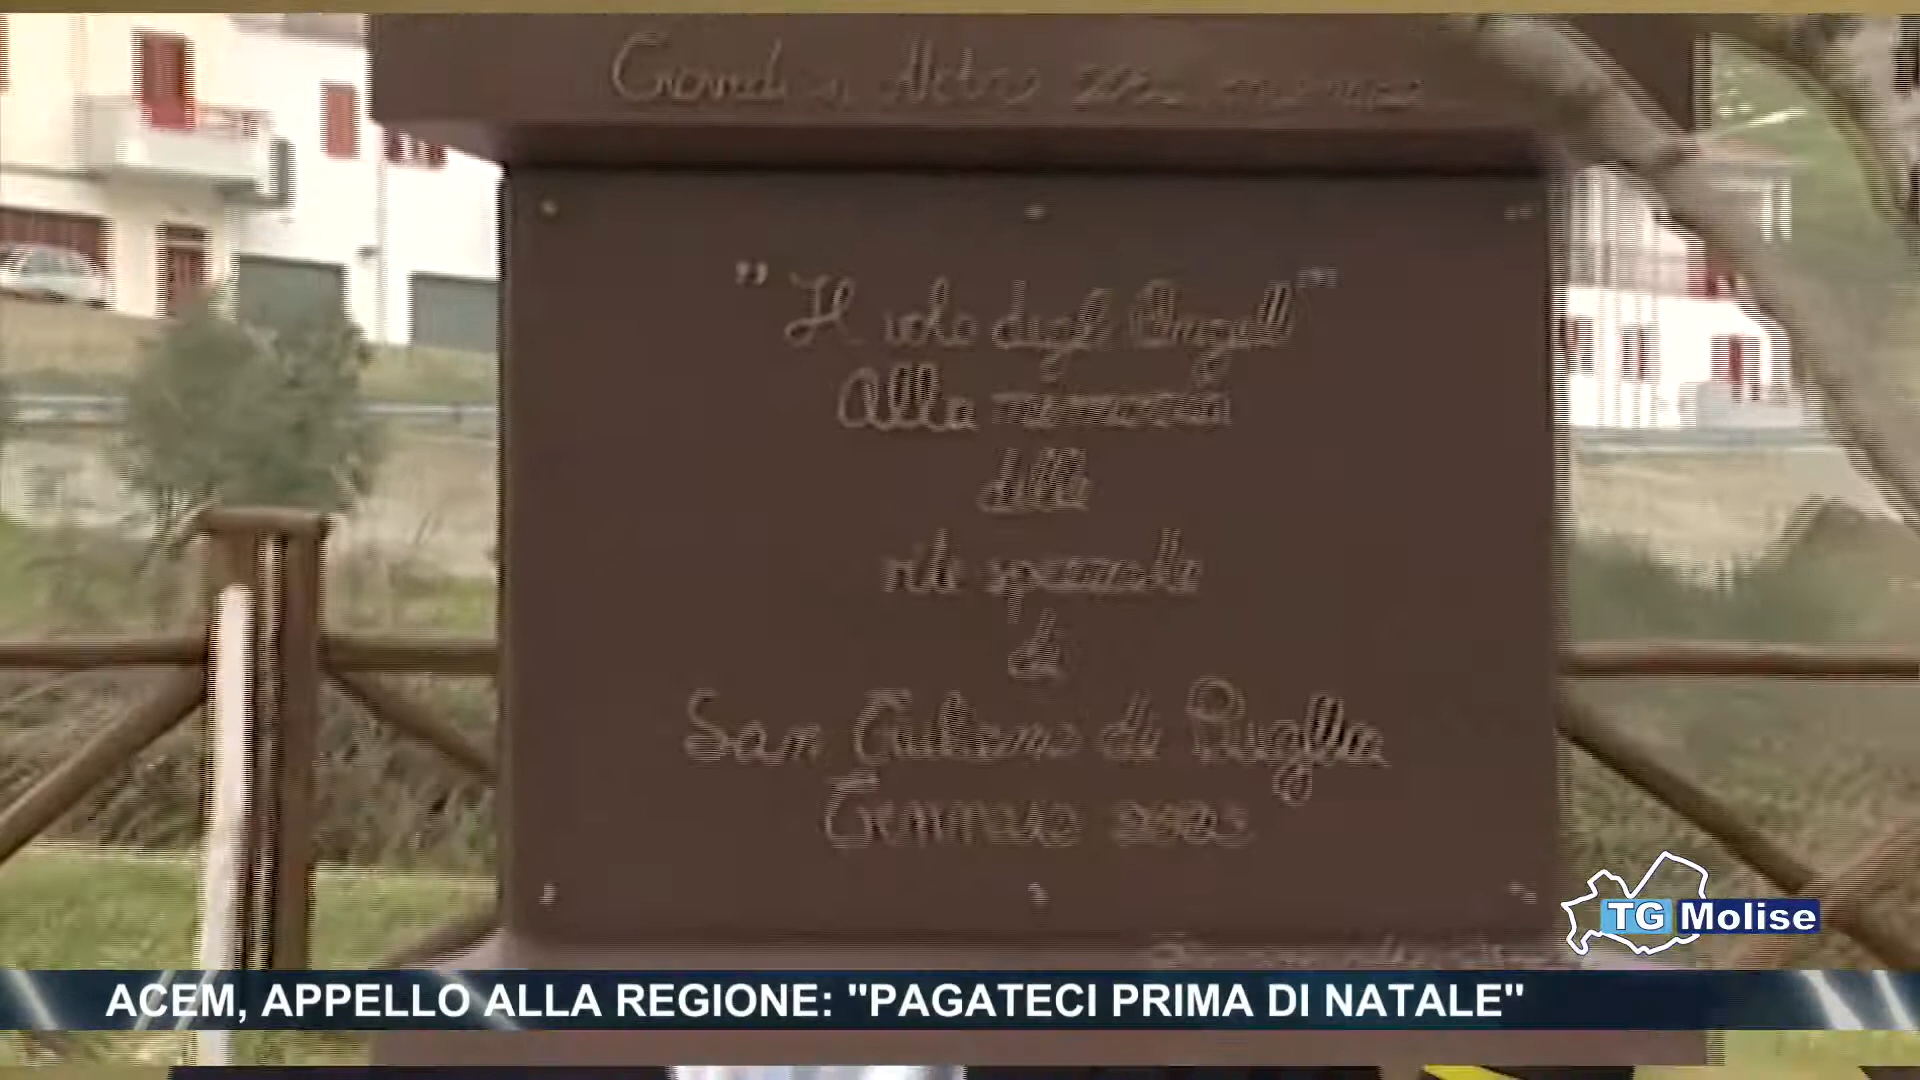 "Il volo degli Angeli"
Alla memoria
delle
vite spezzate
di
San Giuliano di Puglia
Gennaio
TG Molise
ACEM, APPELLO ALLA REGIONE: "PAGATECI PRIMA DI NATALE"